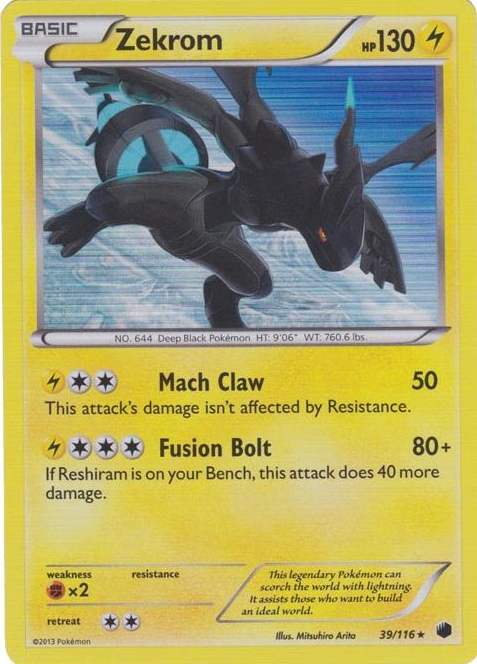 BASIC
Zekrom
HP130
NO. 644 Deep Black Pokémon HT: 9'06" WT: 760.6 lbs.
Mach Claw 50
This attack's damage isn't affected by Resistance.
Fusion Bolt 80+
If Reshiram is on your Bench, this attack does 40 more
damage.
weakness resistance
×2
retreat
This legendary Pokémon can
scorch the world with lightning.
It assists those who want to build
an ideal world.
©2013 Pokémon
Illus. Mitsuhiro Arita
39/116★